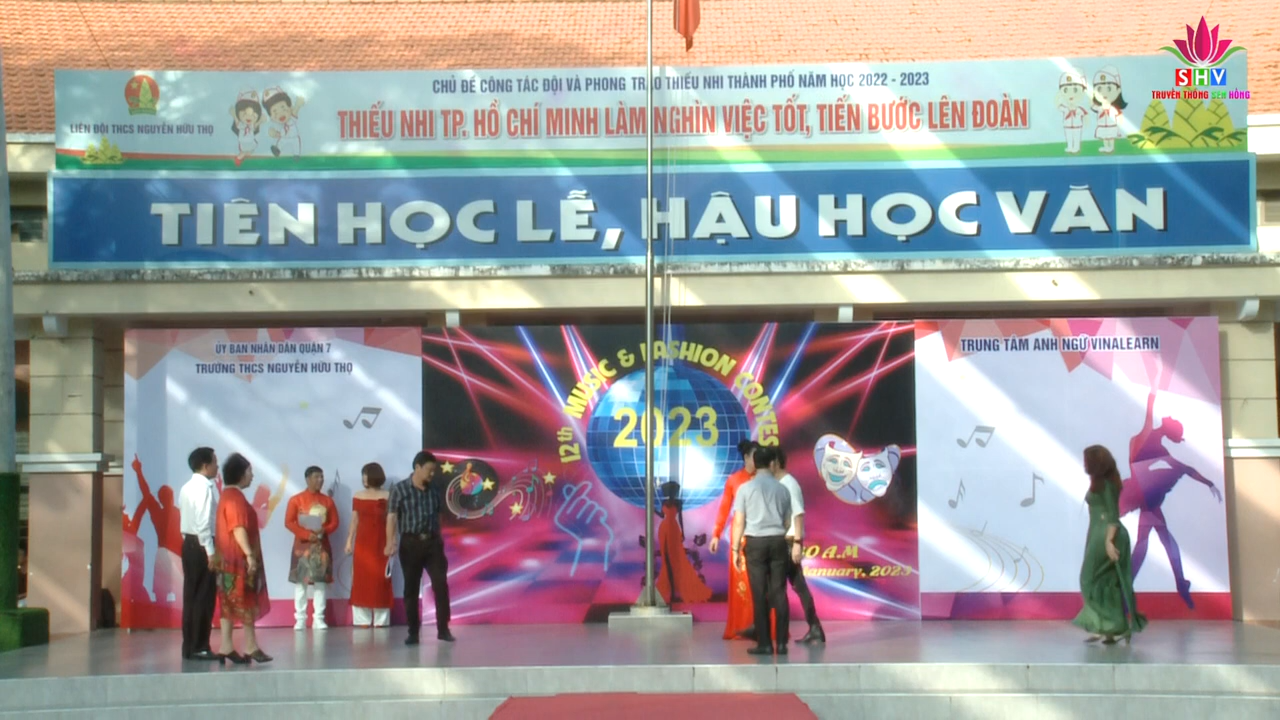 CHỦ ĐỀ CÔNG TÁC ĐỘI VÀ PHONG TRÀO THIẾU NHI THÀNH PHỐ NĂM HỌC 2022 - 2023
THIẾU NHI TP. HỒ CHÍ MINH LÀM NGHÌN VIỆC TỐT, TIẾN BƯỚC LÊN ĐOÀN
LIÊN ĐỘI THCS NGUYỄN HỮU THỌ
SHV
TRUYỀN THÔNG SEN HỒNG
TIÊN HỌC LỄ, HẬU HỌC VĂN
ỦY BAN NHÂN DÂN QUẬN 7
TRƯỜNG THCS NGUYỄN HỮU THỌ
12th MUSIC & FASHION CONTES
2023
A.M
January, 2023
TRUNG TÂM ANH NGỮ VINALEARN